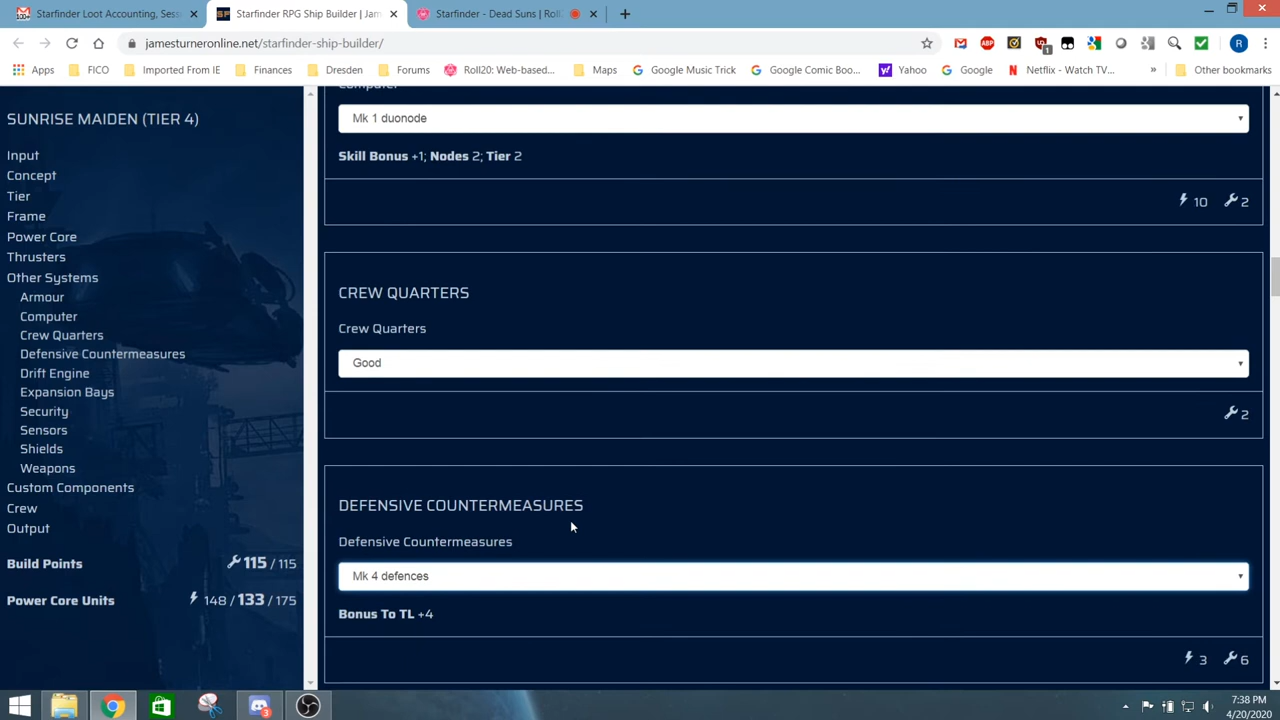 Starfinder Loot Accounting, Sess
Starfinder RPG Ship Builder | Jam
Starfinder - Dead Suns | Roll
jamesturneronline.net/starfinder-ship-builder/
Apps
FICO
Imported From IE
Finances
Dresden
Forums
Roll20: Web-based...
Maps
Google Music Trick
Google Comic Boo...
Yahoo
Google
Netflix - Watch TV...
»
Other bookmarks
SUNRISE MAIDEN (TIER 4)
Input
Concept
Tier
Frame
Power Core
Thrusters
Other Systems
Armour
Computer
Crew Quarters
Defensive Countermeasures
Drift Engine
Expansion Bays
Security
Sensors
Shields
Weapons
Custom Components
Crew
Output
Build Points 115 / 115
Power Core Units 148 / 133 / 175
Computer
Mk 1 duonode
Skill Bonus +1; Nodes 2; Tier 2
10 2
CREW QUARTERS
Crew Quarters
Good
2
DEFENSIVE COUNTERMEASURES
Defensive Countermeasures
Mk 4 defences
Bonus To TL +4
3 6
7:38 PM
4/20/2020